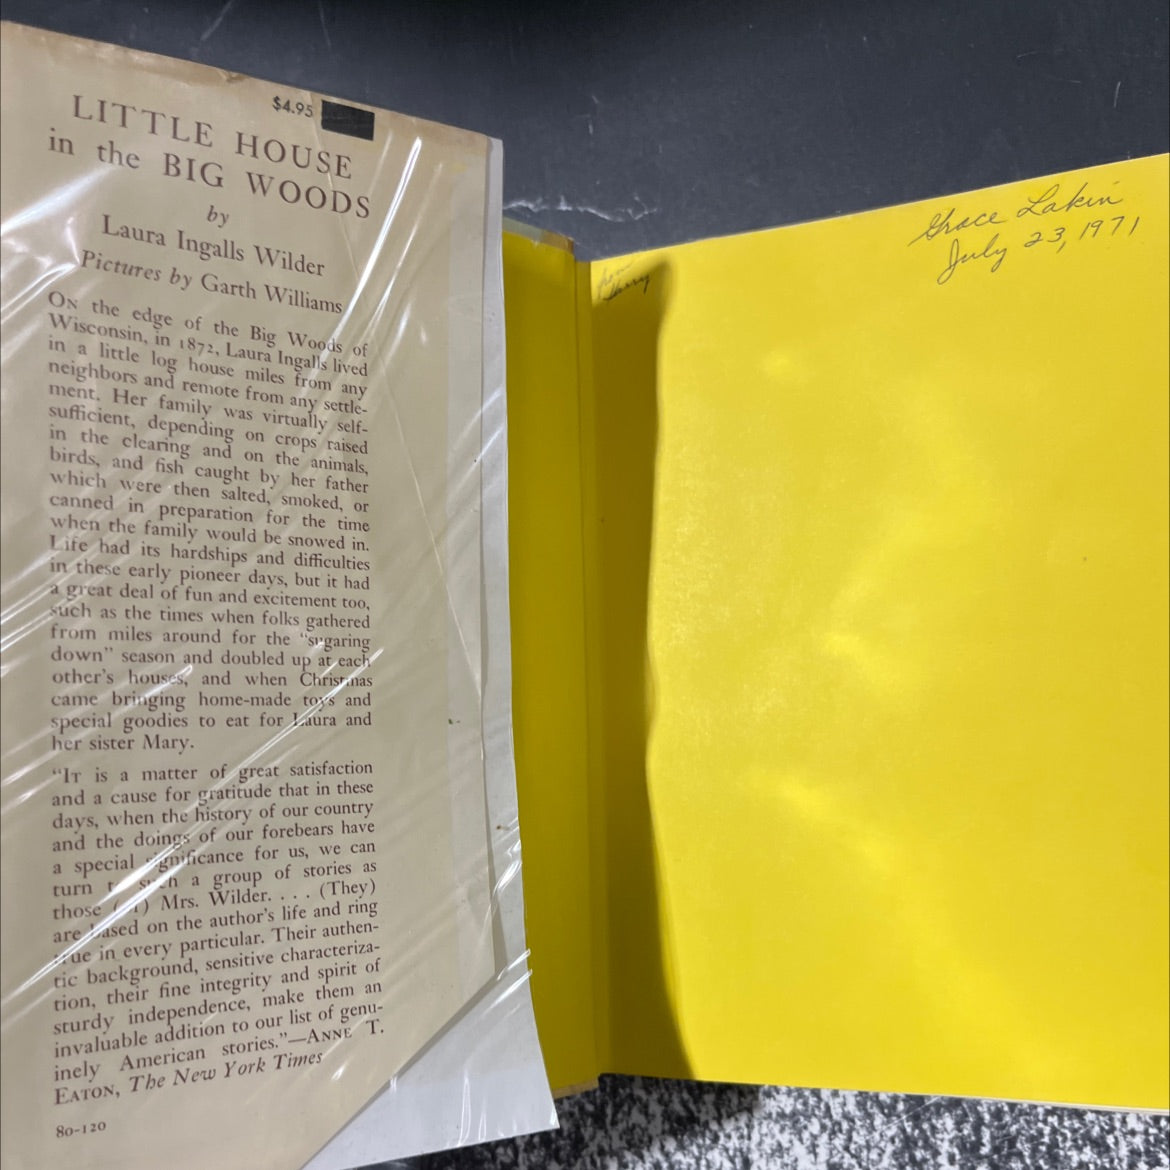 $4.95
LITTLE HOUSE
in the BIG WOODS
by
Laura Ingalls Wilder
Pictures by Garth Williams
ON the edge of the Big Woods of
Wisconsin, in 1872, Laura Ingalls lived
in a little log house miles from any
neighbors and remote from any settle-
ment. Her family was virtually self-
sufficient, depending on crops raised
in the clearing and on the animals,
birds, and fish caught by her father
which were then salted, smoked, or
canned in preparation for the time
when the family would be snowed in.
Life had its hardships and difficulties
in these early pioneer days, but it had
a great deal of fun and excitement too,
such as the times when folks gathered
from miles around for the "sugaring
down" season and doubled up at each
other's houses, and when Christmas
came bringing home-made toys and
special goodies to eat for Laura and
her sister Mary.
"IT is a matter of great satisfaction
and a cause for gratitude that in these
days, when the history of our country
and the doings of our forebears have
a special significance for us, we can
turn to such a group of stories as
those Mrs. Wilder. . . . (They)
are based on the author's life and ring
true in every particular. Their authen-
tic background, sensitive characteriza-
tion, their fine integrity and spirit of
sturdy independence, make them an
invaluable addition to our list of genu-
inely American stories."—ANNE T.
EATON, The New York Times
80-120
Grace Lakin
July 23, 1971